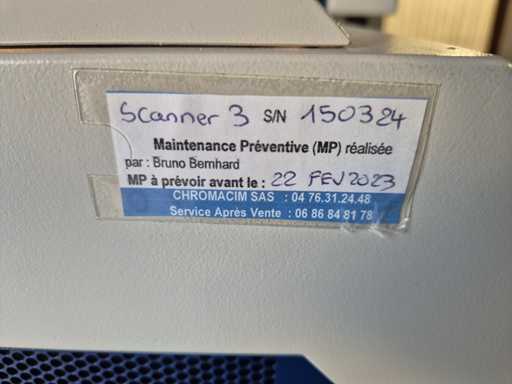 Scanner 3 S/N 150324
Maintenance Préventive (MP) réalisée
par : Bruno Bernhard
MP à prévoir avant le : 22 FEV 2023
CHROMACIM SAS : 04 76.31.24.48
Service Après Vente : 06 86 84 81 78